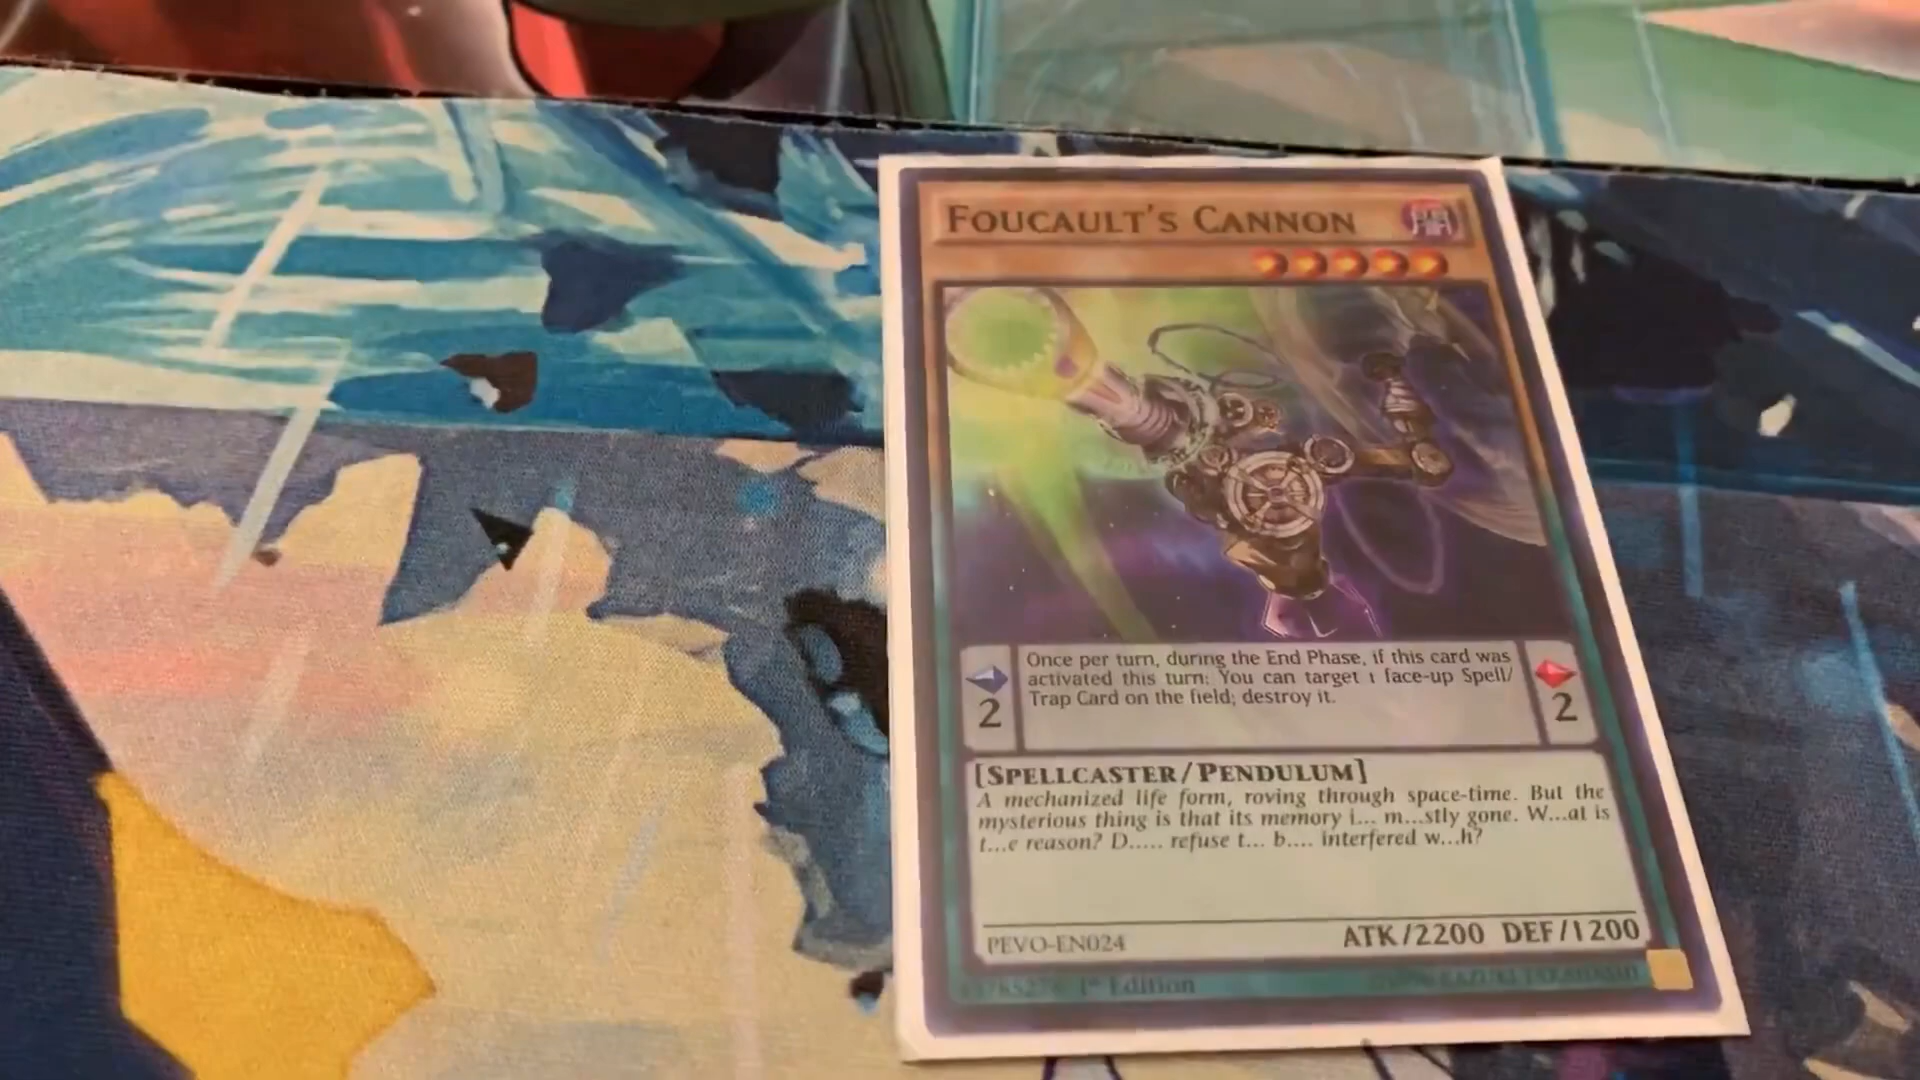 FOUCAULT'S CANNON
Once per turn, during the End Phase, if this card was
activated this turn: You can target 1 face-up Spell/
Trap Card on the field; destroy it.
2
2
[SPELLCASTER/PENDULUM]
A mechanized life form, roving through space-time. But the
mysterious thing is that its memory i... m...stly gone. W...at is
t...e reason? D..... refuse t... b.... interfered w...h?
ATK/2200 DEF/1200
PEVO-EN024
1st Edition
KAZUKI TAKAHASHI